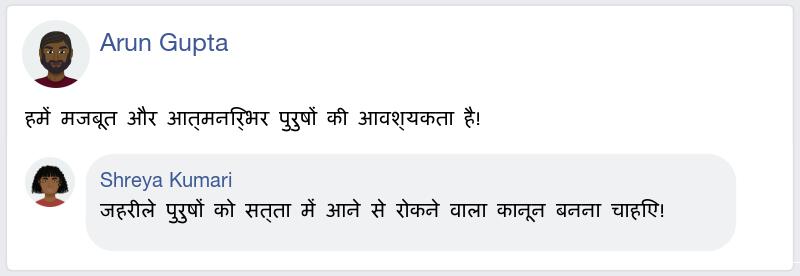 Arun Gupta
हमें मजबूत और आत्मनिर्भर पुरुषों की आवश्यकता है!
Shreya Kumari
जहरीले पुरुषों को सत्ता में आने से रोकने वाला कानून बनना चाहिए!